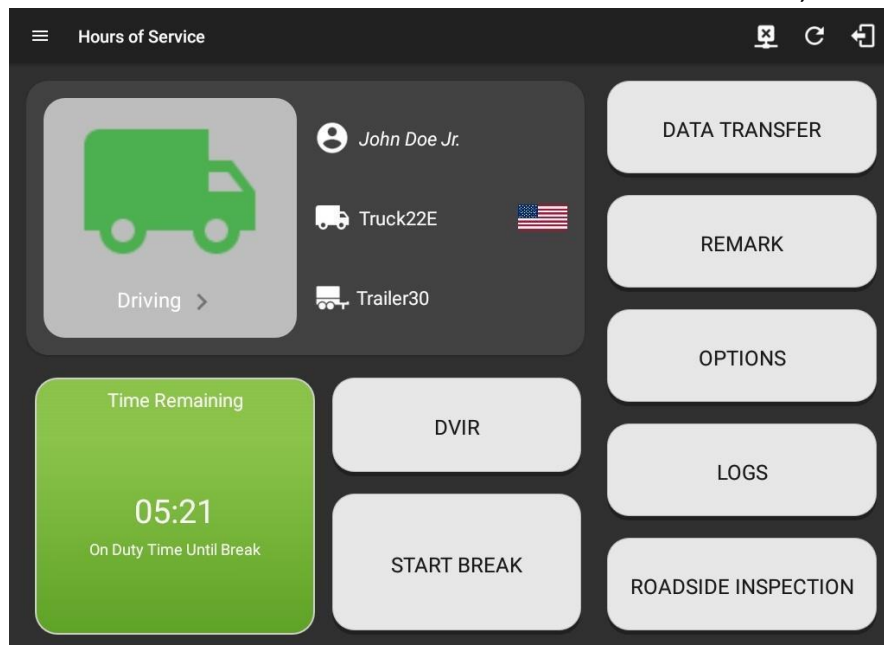 Hours of Service
John Doe Jr.
Truck22E
Trailer30
Driving
DATA TRANSFER
REMARK
OPTIONS
LOGS
ROADSIDE INSPECTION
Time Remaining
05:21
On Duty Time Until Break
DVIR
START BREAK